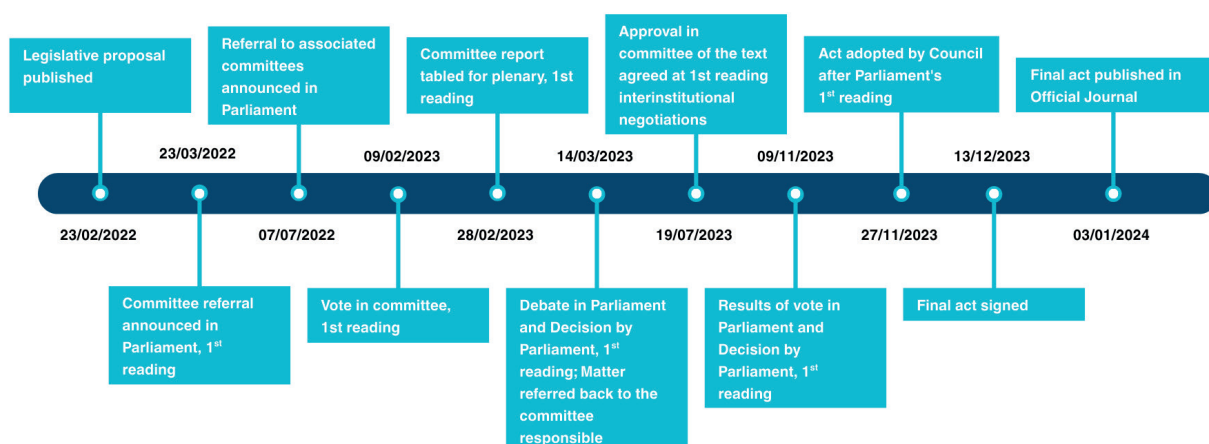 Legislative proposal
published
23/02/2022
23/03/2022
Committee referral
announced in
Parliament, 1st
reading
Referral to associated
committees
announced in
Parliament
07/07/2022
09/02/2023
Vote in committee,
1st reading
Committee report
tabled for plenary, 1st
reading
28/02/2023
14/03/2023
Debate in Parliament
and Decision by
Parliament, 1st
reading; Matter
referred back to the
committee
responsible
Approval in
committee of the text
agreed at 1st reading
interinstitutional
negotiations
19/07/2023
09/11/2023
Results of vote in
Parliament and
Decision by
Parliament, 1st
reading
Act adopted by Council
after Parliament's
1st reading
27/11/2023
13/12/2023
Final act signed
Final act published in
Official Journal
03/01/2024